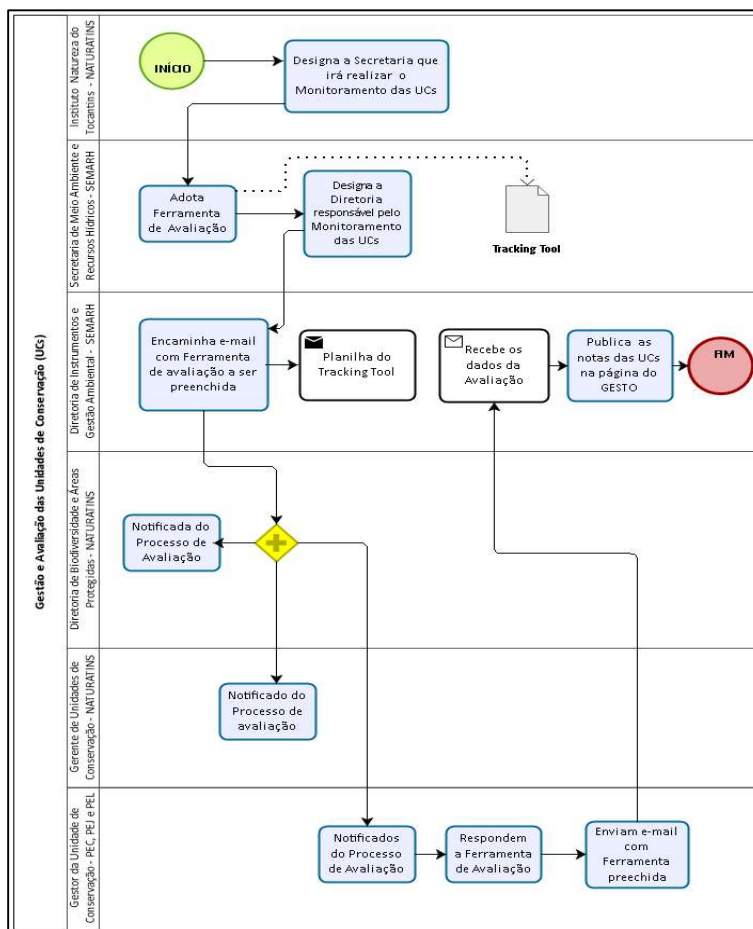 Gestão e Avaliação das Unidades de Conservação (UCs)
Instituto Natureza do
Tocantins - NATURATINS
INÍCIO
Designa a Secretaria que
irá realizar o
Monitoramento das UCs
Secretaria de Meio Ambiente e
Recursos Hídricos - SEMARH
Adota
Ferramenta
de Avaliação
Designa a
Diretoria
responsável pelo
Monitoramento
das UCs
Tracking Tool
Diretoria de Instrumentos e
Gestão Ambiental - SEMARH
Encaminha e-mail
com Ferramenta
de avaliação a ser
preenchida
Planilha do
Tracking Tool
Recebe os
dados da
Avaliação
Publica as
notas das UCs
na página do
GESTO
FIM
Diretoria de Biodiversidade e Áreas
Protegidas - NATURATINS
Notificada do
Processo de
Avaliação
Gerente de Unidades de
Conservação - NATURATINS
Notificado do
Processo de
avaliação
Gestor da Unidade de
Conservação - PEC, PEJ e PEL
Notificados
do Processo
de Avaliação
Respondem
a Ferramenta
de Avaliação
Enviam e-mail
com
Ferramenta
preechida